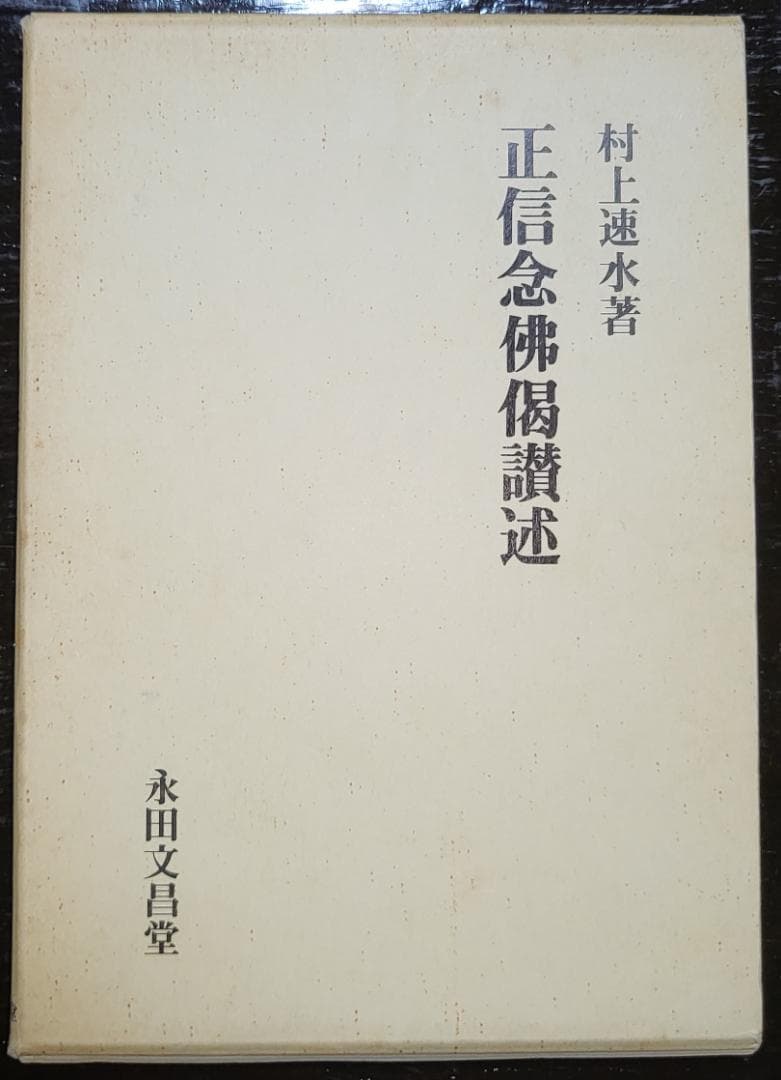 村上速水著
正信念佛偈讃述
永田文昌堂